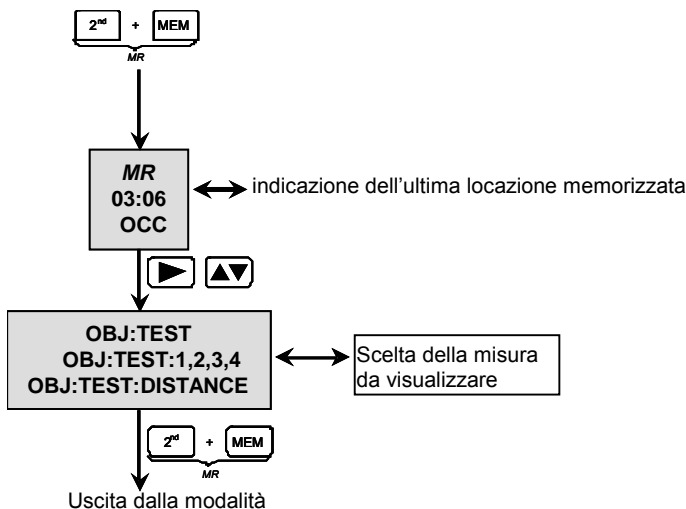 2nd + MEM
MR
MR
03:06
OCC
indicazione dell'ultima locazione memorizzata
OBJ:TEST
OBJ:TEST:1,2,3,4
OBJ:TEST:DISTANCE
Scelta della misura
da visualizzare
2nd + MEM
MR
Uscita dalla modalità